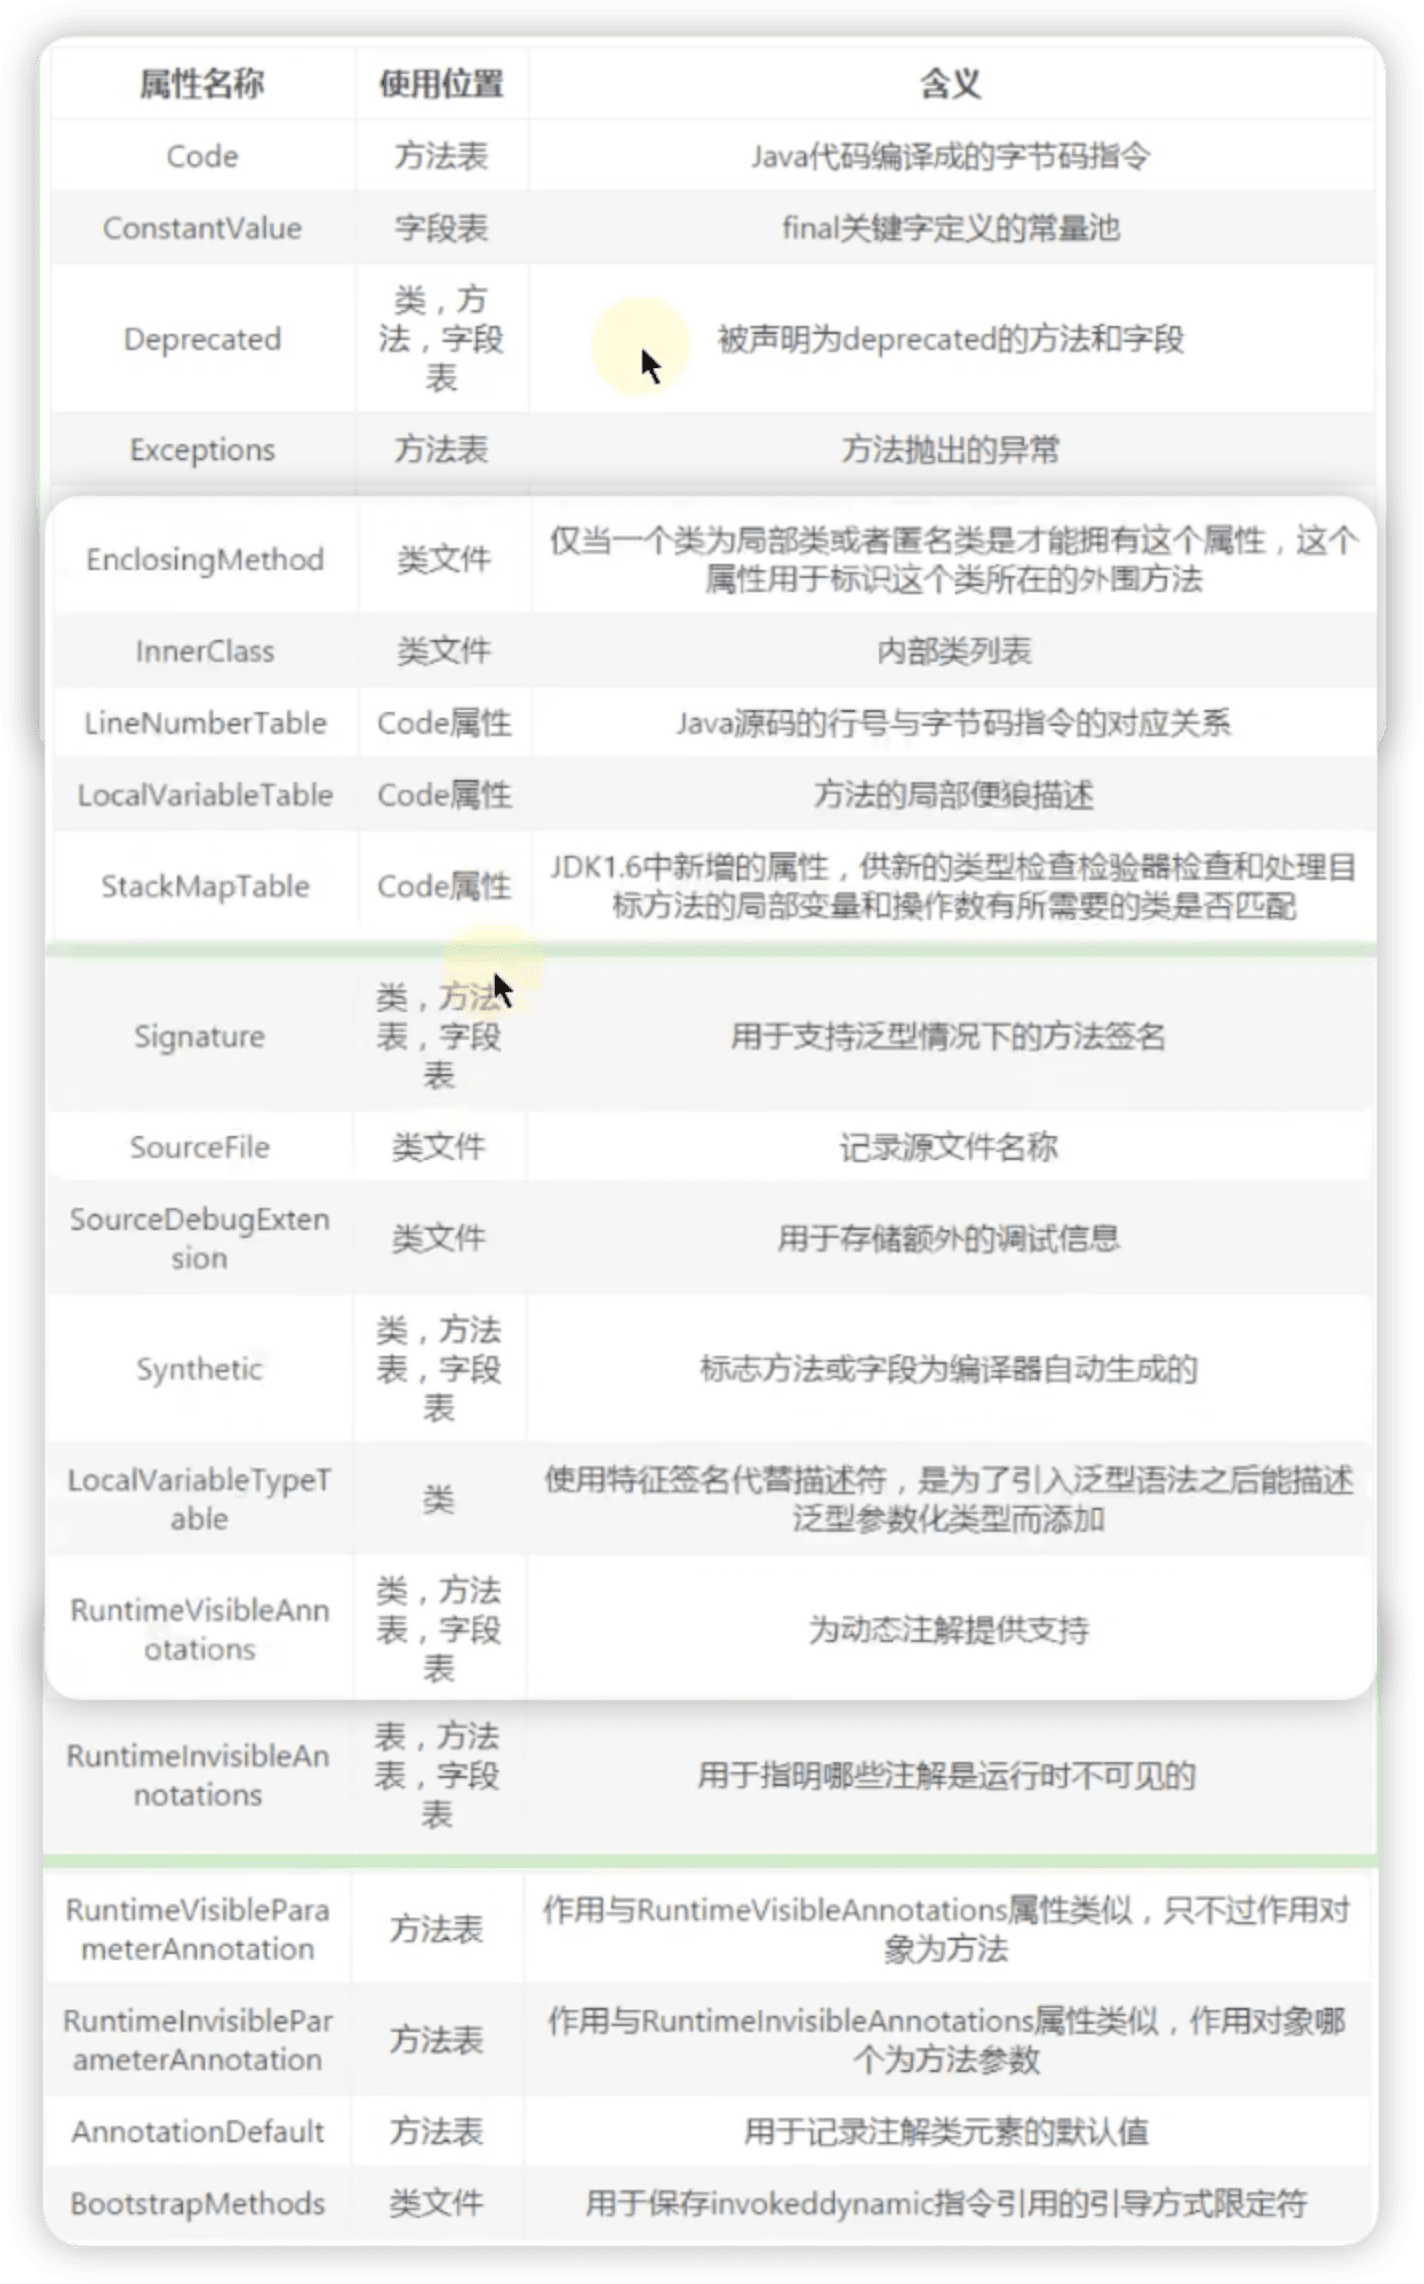 属性名称 使用位置 含义
Code 方法表 Java代码编译成的字节码指令
ConstantValue 字段表 final关键字定义的常量池
Deprecated
类，方
法，字段
表
被声明为deprecated的方法和字段
Exceptions 方法表 方法抛出的异常
EnclosingMethod 类文件
仅当一个类为局部类或者匿名类是才能拥有这个属性，这个
属性用于标识这个类所在的外围方法
InnerClass 类文件 内部类列表
LineNumberTable Code属性 Java源码的行号与字节码指令的对应关系
LocalVariableTable Code属性 方法的局部便狼描述
StackMapTable Code属性
JDK1.6中新增的属性，供新的类型检查检验器检查和处理目
标方法的局部变量和操作数有所需要的类是否匹配
Signature
类，方法
表，字段
表
用于支持泛型情况下的方法签名
SourceFile 类文件 记录源文件名称
SourceDebugExten
sion
类文件 用于存储额外的调试信息
Synthetic
类，方法
表，字段
表
标志方法或字段为编译器自动生成的
LocalVariableTypeT
able
类
使用特征签名代替描述符，是为了引入泛型语法之后能描述
泛型参数化类型而添加
RuntimeVisibleAnn
otations
类，方法
表，字段
表
为动态注解提供支持
RuntimeInvisibleAn
notations
表，方法
表，字段
表
用于指明哪些注解是运行时不可见的
RuntimeVisiblePara
meterAnnotation
方法表
作用与RuntimeVisibleAnnotations属性类似，只不过作用对
象为方法
RuntimeInvisiblePar
ameterAnnotation
方法表
作用与RuntimeInvisibleAnnotations属性类似，作用对象哪
个为方法参数
AnnotationDefault 方法表 用于记录注解类元素的默认值
BootstrapMethods 类文件 用于保存invokeddynamic指令引用的引导方式限定符